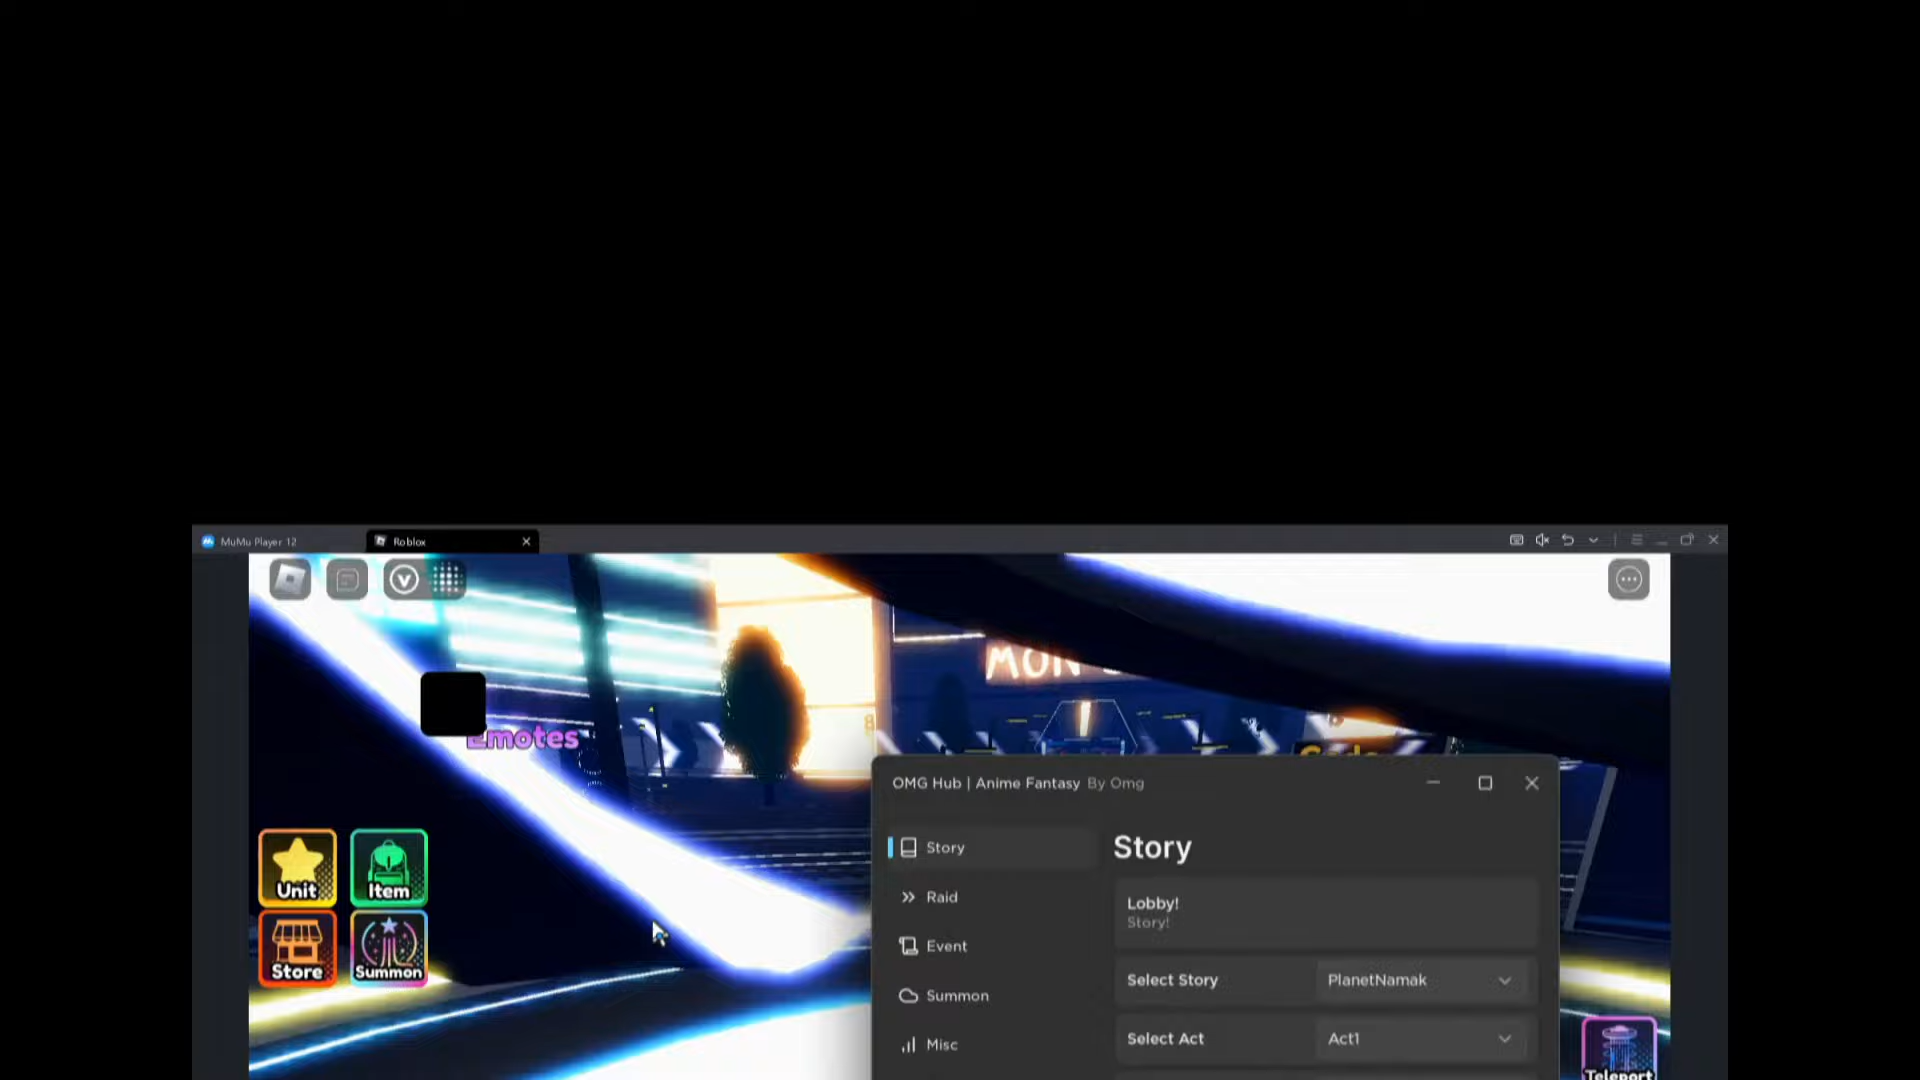 MuMu Player 12
Roblox
MON
Emotes
OMG Hub | Anime Fantasy By Omg
Unit
Item
Store
Summon
Story
Raid
Event
Summon
Misc
Story
Lobby!
Story!
Select Story
PlanetNamak
Select Act
Act1
Teleport